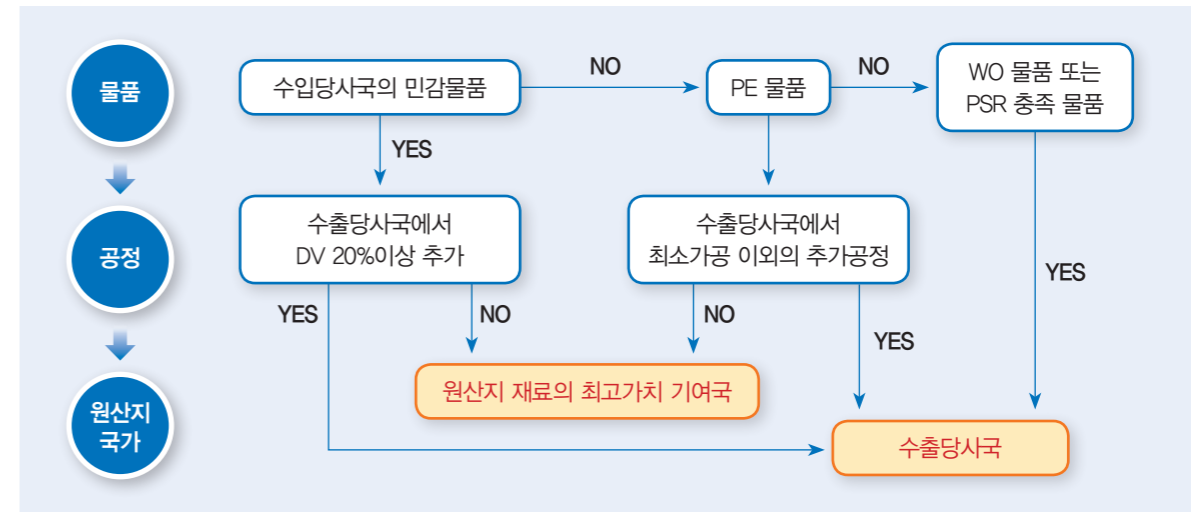 물품
수입당사국의 민감물품
NO
PE 물품
NO
WO 물품 또는
PSR 충족 물품
YES
공정
수출당사국에서
DV 20%이상 추가
수출당사국에서
최소가공 이외의 추가공정
YES
YES
NO
NO
YES
원산지
국가
원산지 재료의 최고가치 기여국
수출당사국